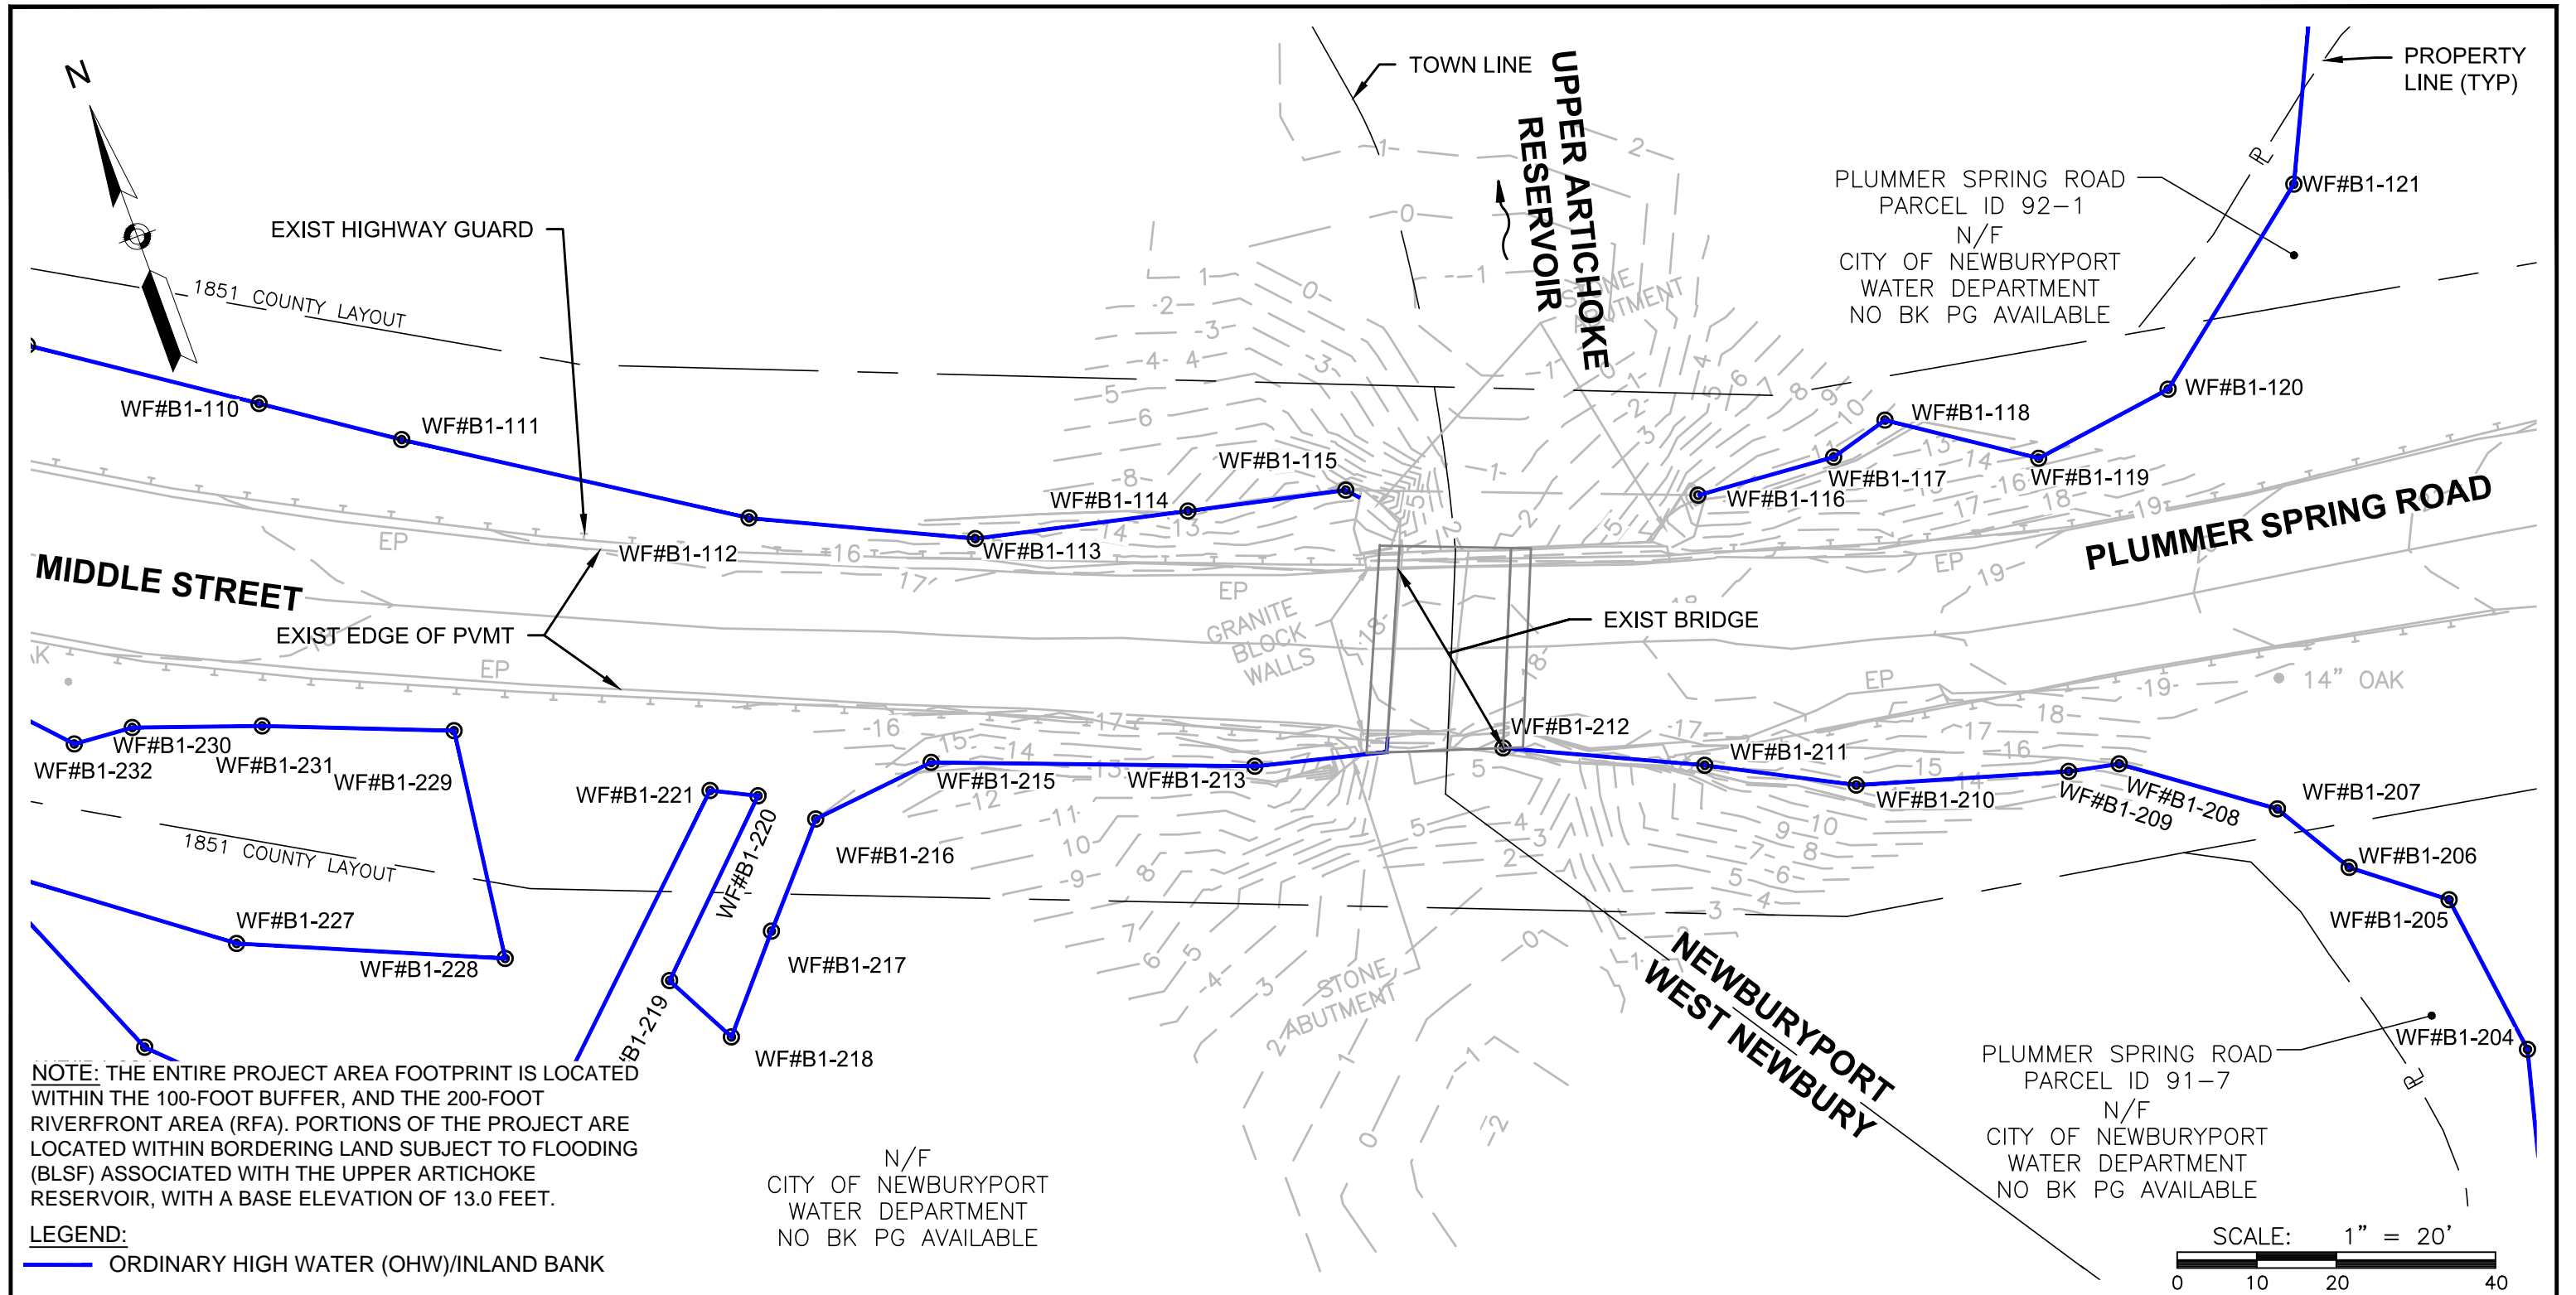 N
TOWN LINE
UPPER ARTICHOKE
RESERVOIR
PROPERTY
LINE (TYP)
PLUMMER SPRING ROAD
PARCEL ID 92-1
N/F
CITY OF NEWBURYPORT
WATER DEPARTMENT
NO BK PG AVAILABLE
WF#B1-121
EXIST HIGHWAY GUARD
1851 COUNTY LAYOUT
STONE
ABUTMENT
WF#B1-110
WF#B1-111
WF#B1-112
WF#B1-113
WF#B1-114
WF#B1-115
WF#B1-116
WF#B1-117
WF#B1-118
WF#B1-119
WF#B1-120
EP
EP
EP
MIDDLE STREET
PLUMMER SPRING ROAD
EXIST EDGE OF PVMT
GRANITE
BLOCK
WALLS
EXIST BRIDGE
EP
EP
14" OAK
WF#B1-232
WF#B1-230
WF#B1-231
WF#B1-229
WF#B1-221
WF#B1-220
WF#B1-215
WF#B1-213
WF#B1-212
WF#B1-211
WF#B1-210
WF#B1-209
WF#B1-208
WF#B1-207
WF#B1-206
WF#B1-205
WF#B1-204
1851 COUNTY LAYOUT
WF#B1-227
WF#B1-228
WF#B1-216
WF#B1-217
WF#B1-218
'B1-219
STONE
ABUTMENT
NEWBURYPORT
WEST NEWBURY
PLUMMER SPRING ROAD
PARCEL ID 91-7
N/F
CITY OF NEWBURYPORT
WATER DEPARTMENT
NO BK PG AVAILABLE
NOTE: THE ENTIRE PROJECT AREA FOOTPRINT IS LOCATED
WITHIN THE 100-FOOT BUFFER, AND THE 200-FOOT
RIVERFRONT AREA (RFA). PORTIONS OF THE PROJECT ARE
LOCATED WITHIN BORDERING LAND SUBJECT TO FLOODING
(BLSF) ASSOCIATED WITH THE UPPER ARTICHOKE
RESERVOIR, WITH A BASE ELEVATION OF 13.0 FEET.
LEGEND:
ORDINARY HIGH WATER (OHW)/INLAND BANK
N/F
CITY OF NEWBURYPORT
WATER DEPARTMENT
NO BK PG AVAILABLE
SCALE: 1" = 20'
0 10 20 40